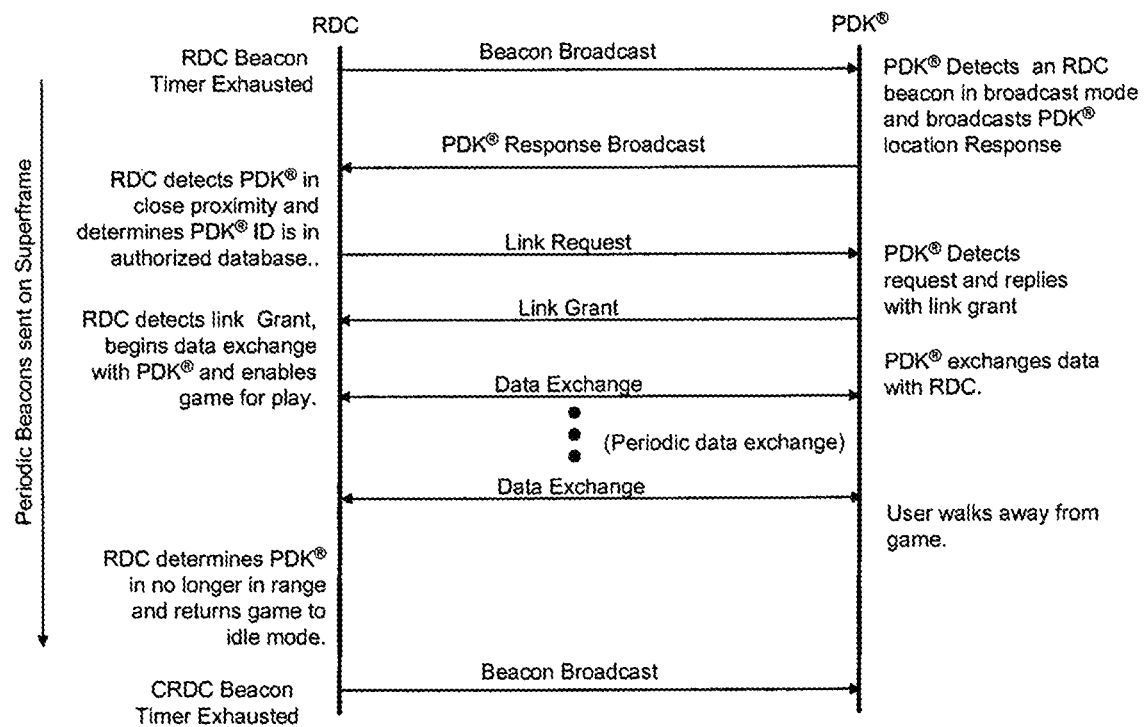 RDC
PDK®
RDC Beacon
Timer Exhausted
Beacon Broadcast
PDK® Detects an RDC
beacon in broadcast mode
and broadcasts PDK®
location Response
PDK® Response Broadcast
RDC detects PDK® in
close proximity and
determines PDK® ID is in
authorized database..
Link Request
PDK® Detects
request and replies
with link grant
Link Grant
RDC detects link Grant,
begins data exchange
with PDK® and enables
game for play.
PDK® exchanges data
with RDC.
Data Exchange
(Periodic data exchange)
Data Exchange
User walks away from
game.
RDC determines PDK®
in no longer in range
and returns game to
idle mode.
Beacon Broadcast
CRDC Beacon
Timer Exhausted
Periodic Beacons sent on Superframe